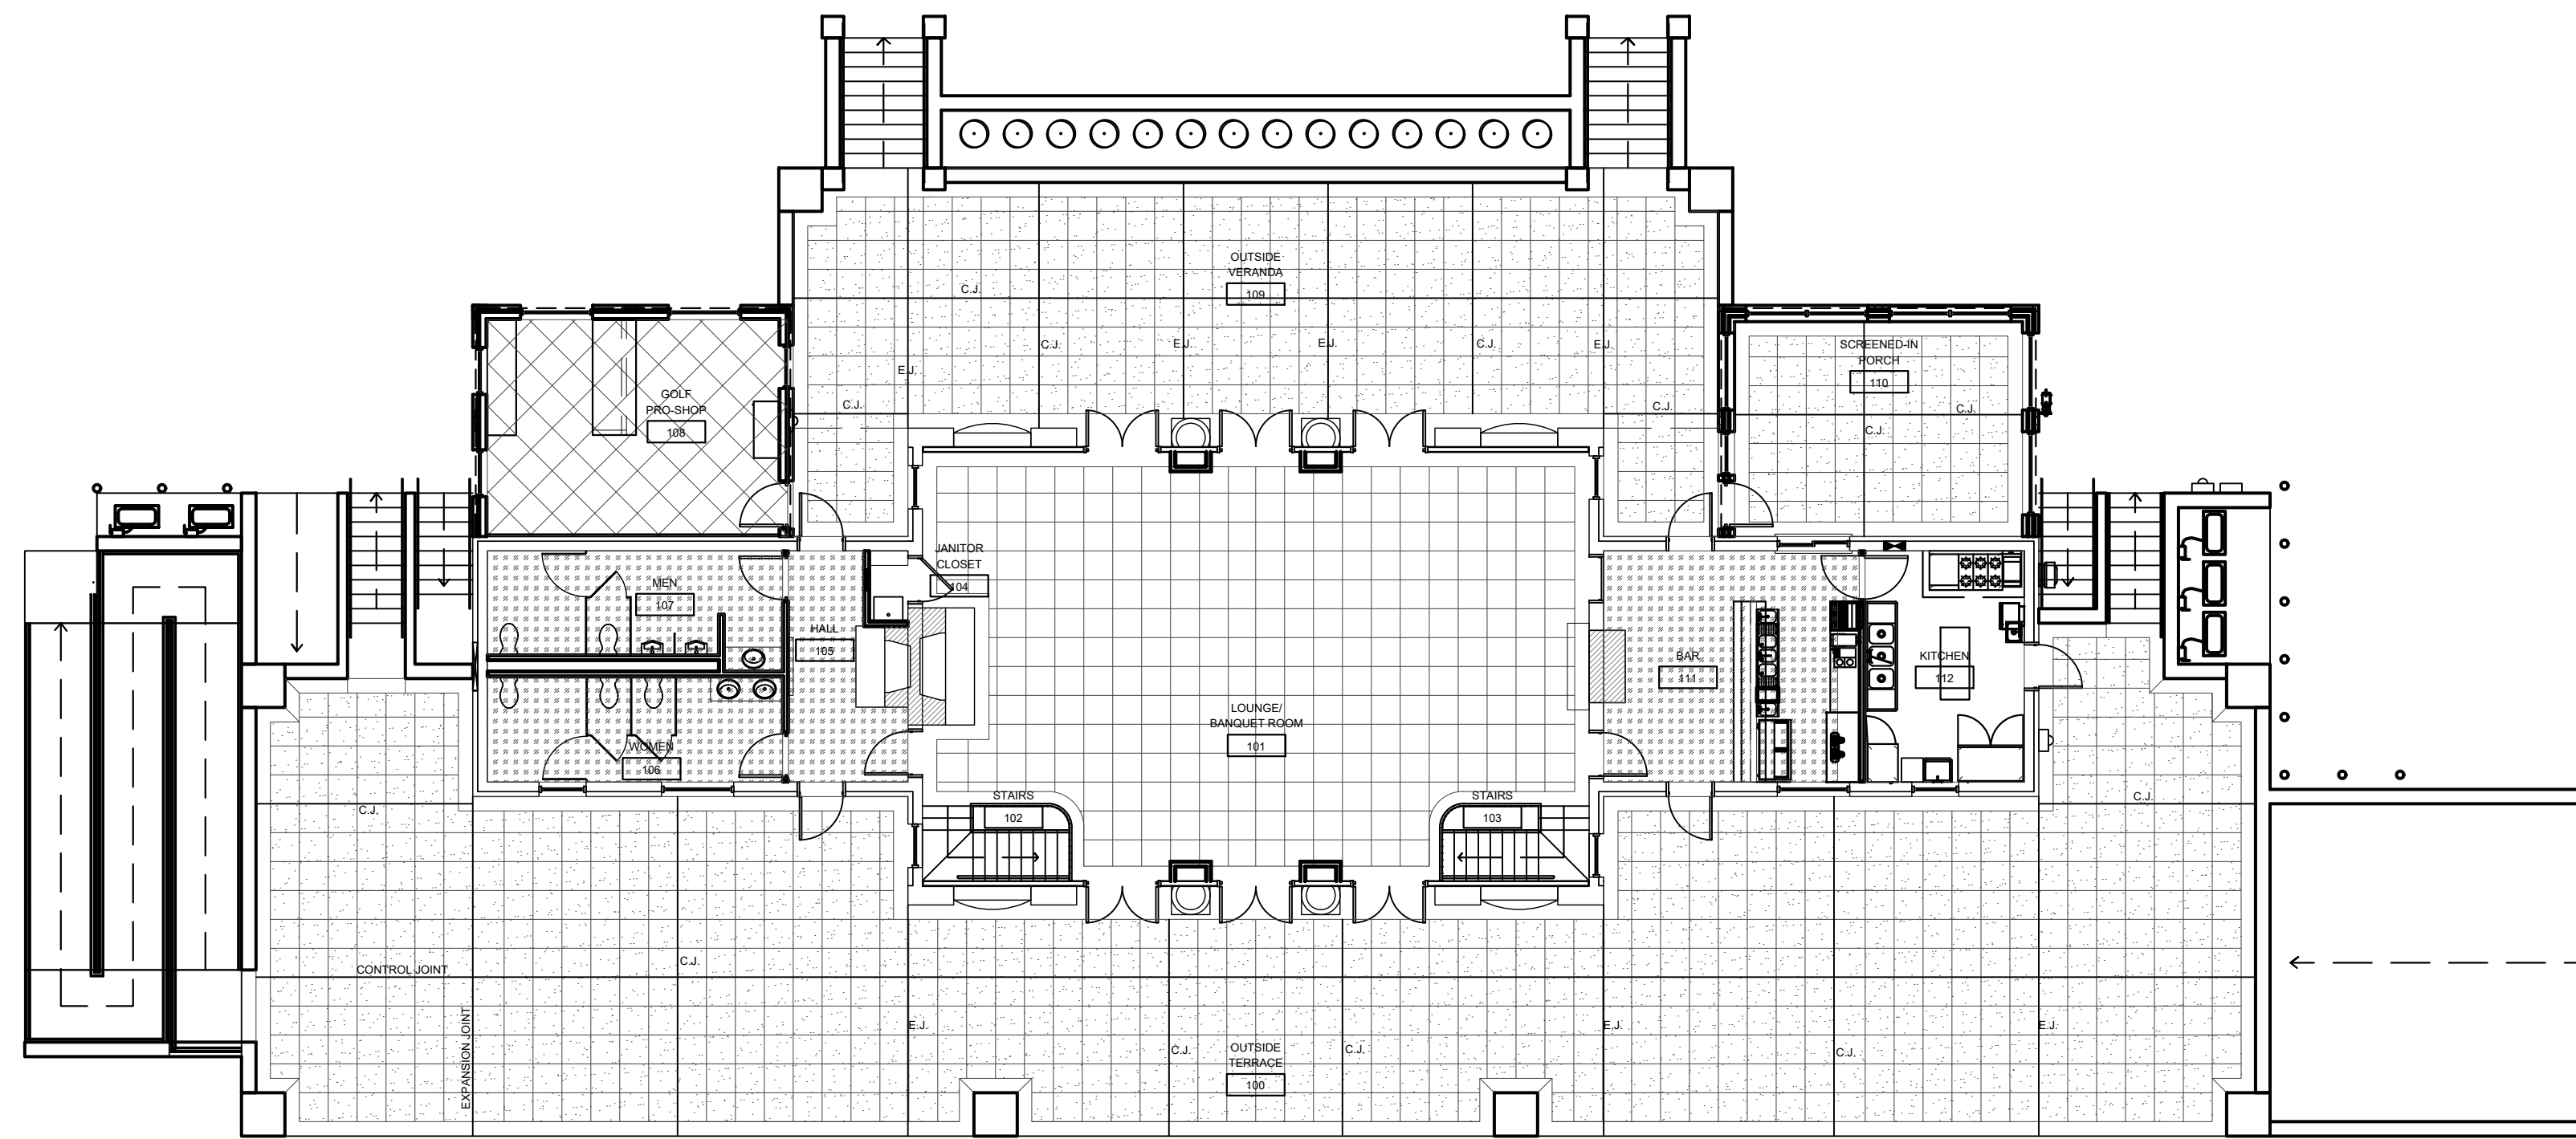 OUTSIDE
VERANDA
109
C.J.
C.J.
E.J.
E.J.
C.J.
E.J.
E.J.
C.J.
C.J.
SCREENED-IN
PORCH
110
C.J.
C.J.
GOLF
PRO-SHOP
108
JANITOR
CLOSET
104
MEN
107
HALL
105
WOMEN
106
LOUNGE/
BANQUET ROOM
101
BAR
111
KITCHEN
112
STAIRS
102
STAIRS
103
C.J.
C.J.
CONTROL JOINT
C.J.
EXPANSION JOINT
E.J.
E.J.
E.J.
C.J.
C.J.
C.J.
OUTSIDE
TERRACE
100